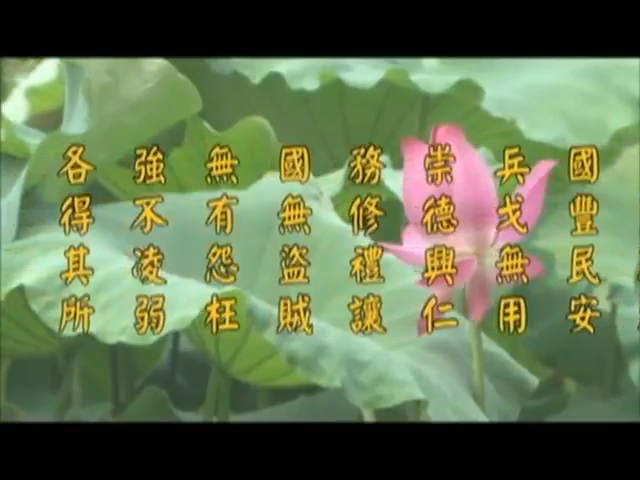 國豐民安
兵戈無用
崇德興仁
務修禮讓
國無盜賊
無有怨枉
強不凌弱
各得其所